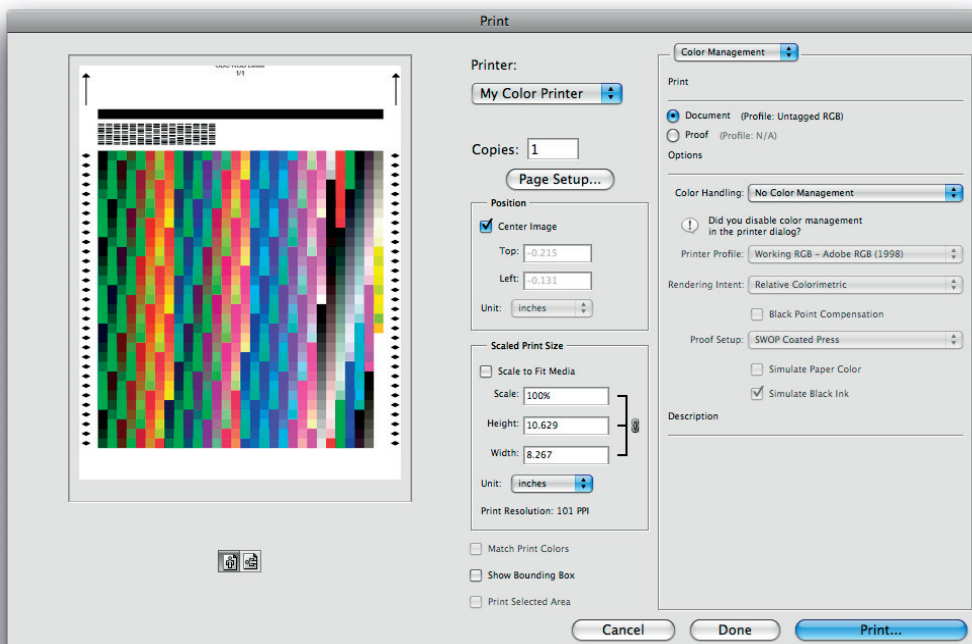 Print
1/1
Printer:
My Color Printer
Copies: 1
Page Setup...
Position
Center Image
Top: -0.215
Left: -0.131
Unit: inches
Scaled Print Size
Scale to Fit Media
Scale: 100%
Height: 10.629
Width: 8.267
Unit: inches
Print Resolution: 101 PPI
Match Print Colors
Show Bounding Box
Print Selected Area
Color Management
Print
Document (Profile: Untagged RGB)
Proof (Profile: N/A)
Options
Color Handling: No Color Management
Did you disable color management
in the printer dialog?
Printer Profile: Working RGB - Adobe RGB (1998)
Rendering Intent: Relative Colorimetric
Black Point Compensation
Proof Setup: SWOP Coated Press
Simulate Paper Color
Simulate Black Ink
Description
Cancel
Done
Print...